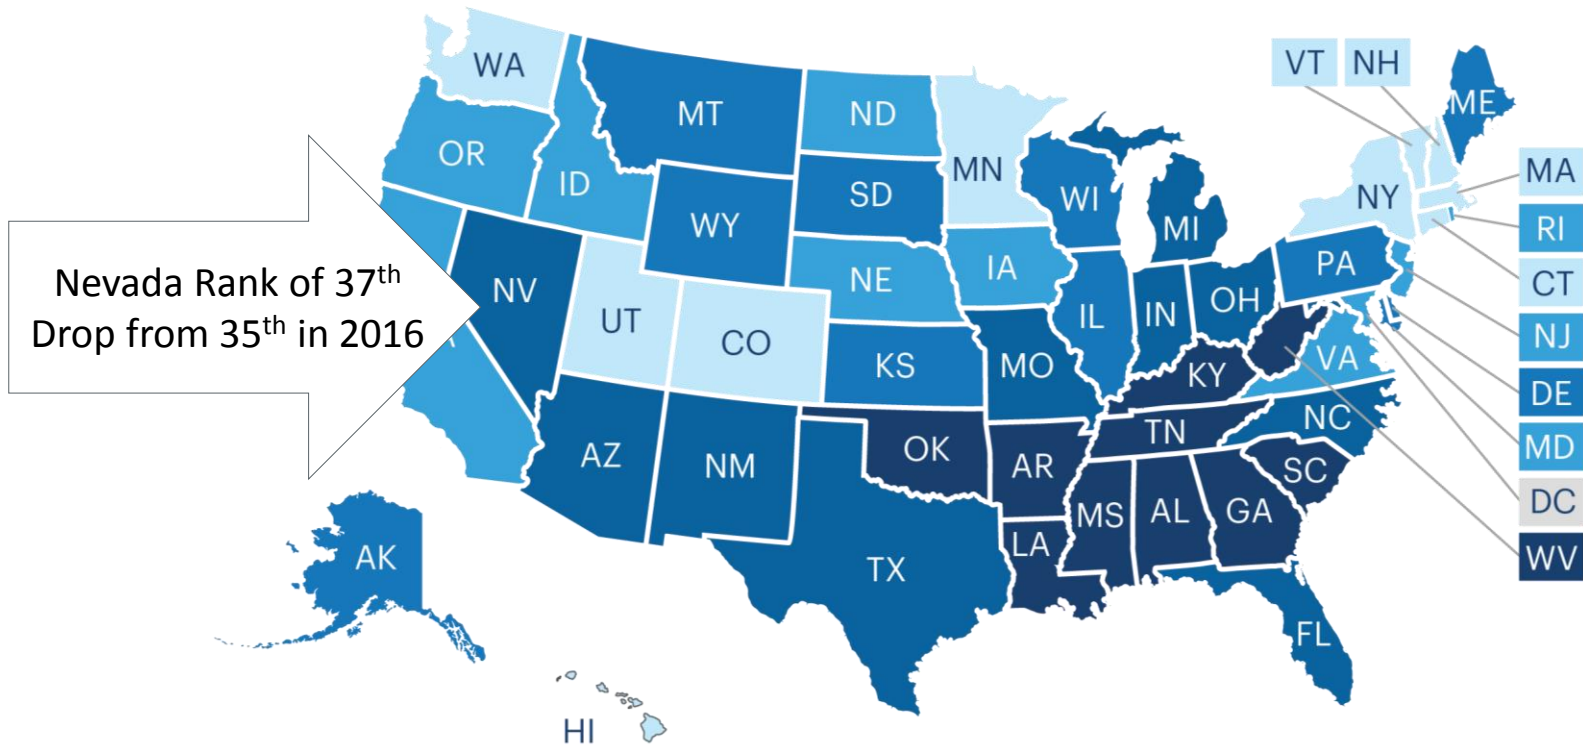 WA
MT
ND
MN
VT
NH
ME
OR
ID
SD
WI
MI
NY
MA
WY
RI
Nevada Rank of 37th
Drop from 35th in 2016
NV
NE
IA
PA
CT
UT
CO
IL
IN
OH
NJ
KS
MO
KY
VA
DE
OK
AR
TN
NC
MD
AZ
NM
SC
DC
MS
AL
GA
LA
WV
AK
TX
FL
HI